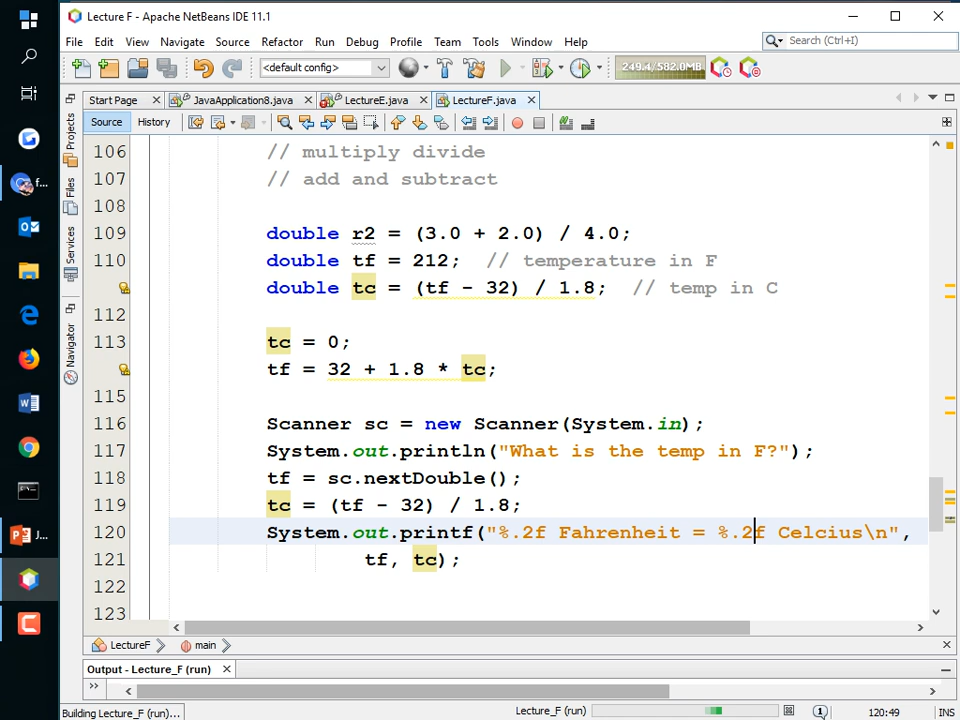 Lecture F - Apache NetBeans IDE 11.1
File Edit View Navigate Source Refactor Run Debug Profile Team Tools Window Help
Search (Ctrl+I)
<default config>
249.4/582.0MB
Start Page
JavaApplication8.java
LectureE.java
LectureF.java
Source
History
Projects
Files
Services
Navigator
f...
J...
106 // multiply divide
107 // add and subtract
108
109 double r2 = (3.0 + 2.0) / 4.0;
110 double tf = 212; // temperature in F
double tc = (tf - 32) / 1.8; // temp in C
112
113 tc = 0;
tf = 32 + 1.8 * tc;
115
116 Scanner sc = new Scanner(System.in);
117 System.out.println("What is the temp in F?");
118 tf = sc.nextDouble();
119 tc = (tf - 32) / 1.8;
120 System.out.printf("%.2f Fahrenheit = %.2f Celcius\n",
121 tf, tc);
122
123
LectureF
main
Output - Lecture_F (run)
Building Lecture_F (run)...
Lecture_F (run)
120:49
INS